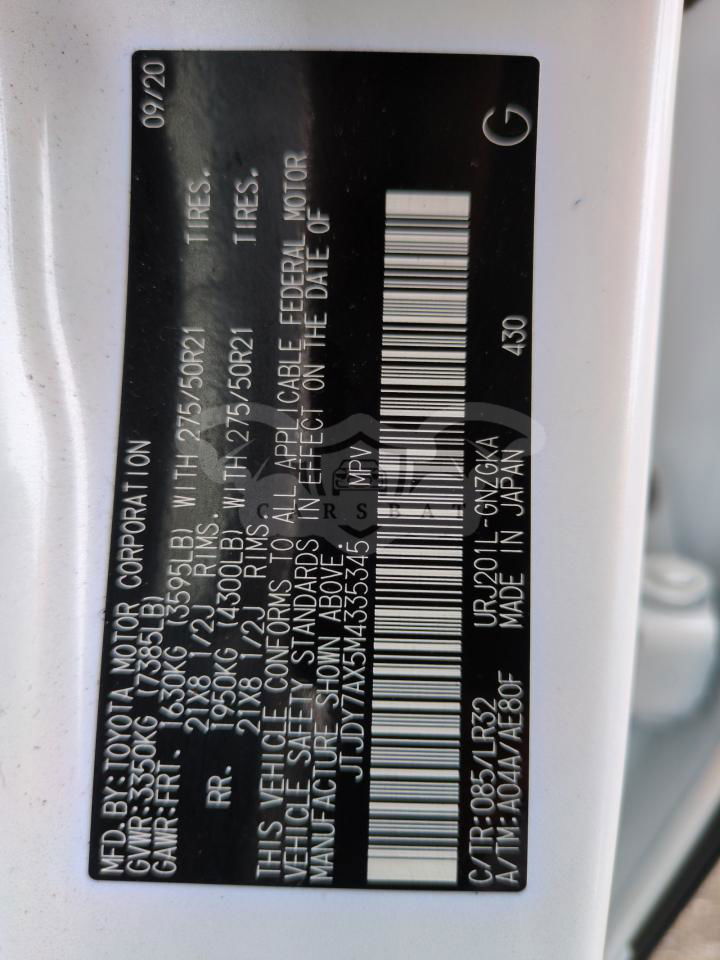 MFD.BY:TOYOTA MOTOR CORPORATION 09/20
GVWR:3350KG (7385LB)
GAWR:FRT. 1630KG (3595LB) WITH 275/50R21 TIRES.
21X8 1/2J RIMS.
RR. 1950KG (4300LB) WITH 275/50R21 TIRES.
21X8 1/2J RIMS.
THIS VEHICLE CONFORMS TO ALL APPLICABLE FEDERAL MOTOR
VEHICLE SAFETY STANDARDS IN EFFECT ON THE DATE OF
MANUFACTURE SHOWN ABOVE.
JTJDY7AX5M4335345 MPV
C/TR:085/LR32 URJ201L-GNZGKA 430 G
A/TM:A04A/AE80F MADE IN JAPAN
CARSBAT